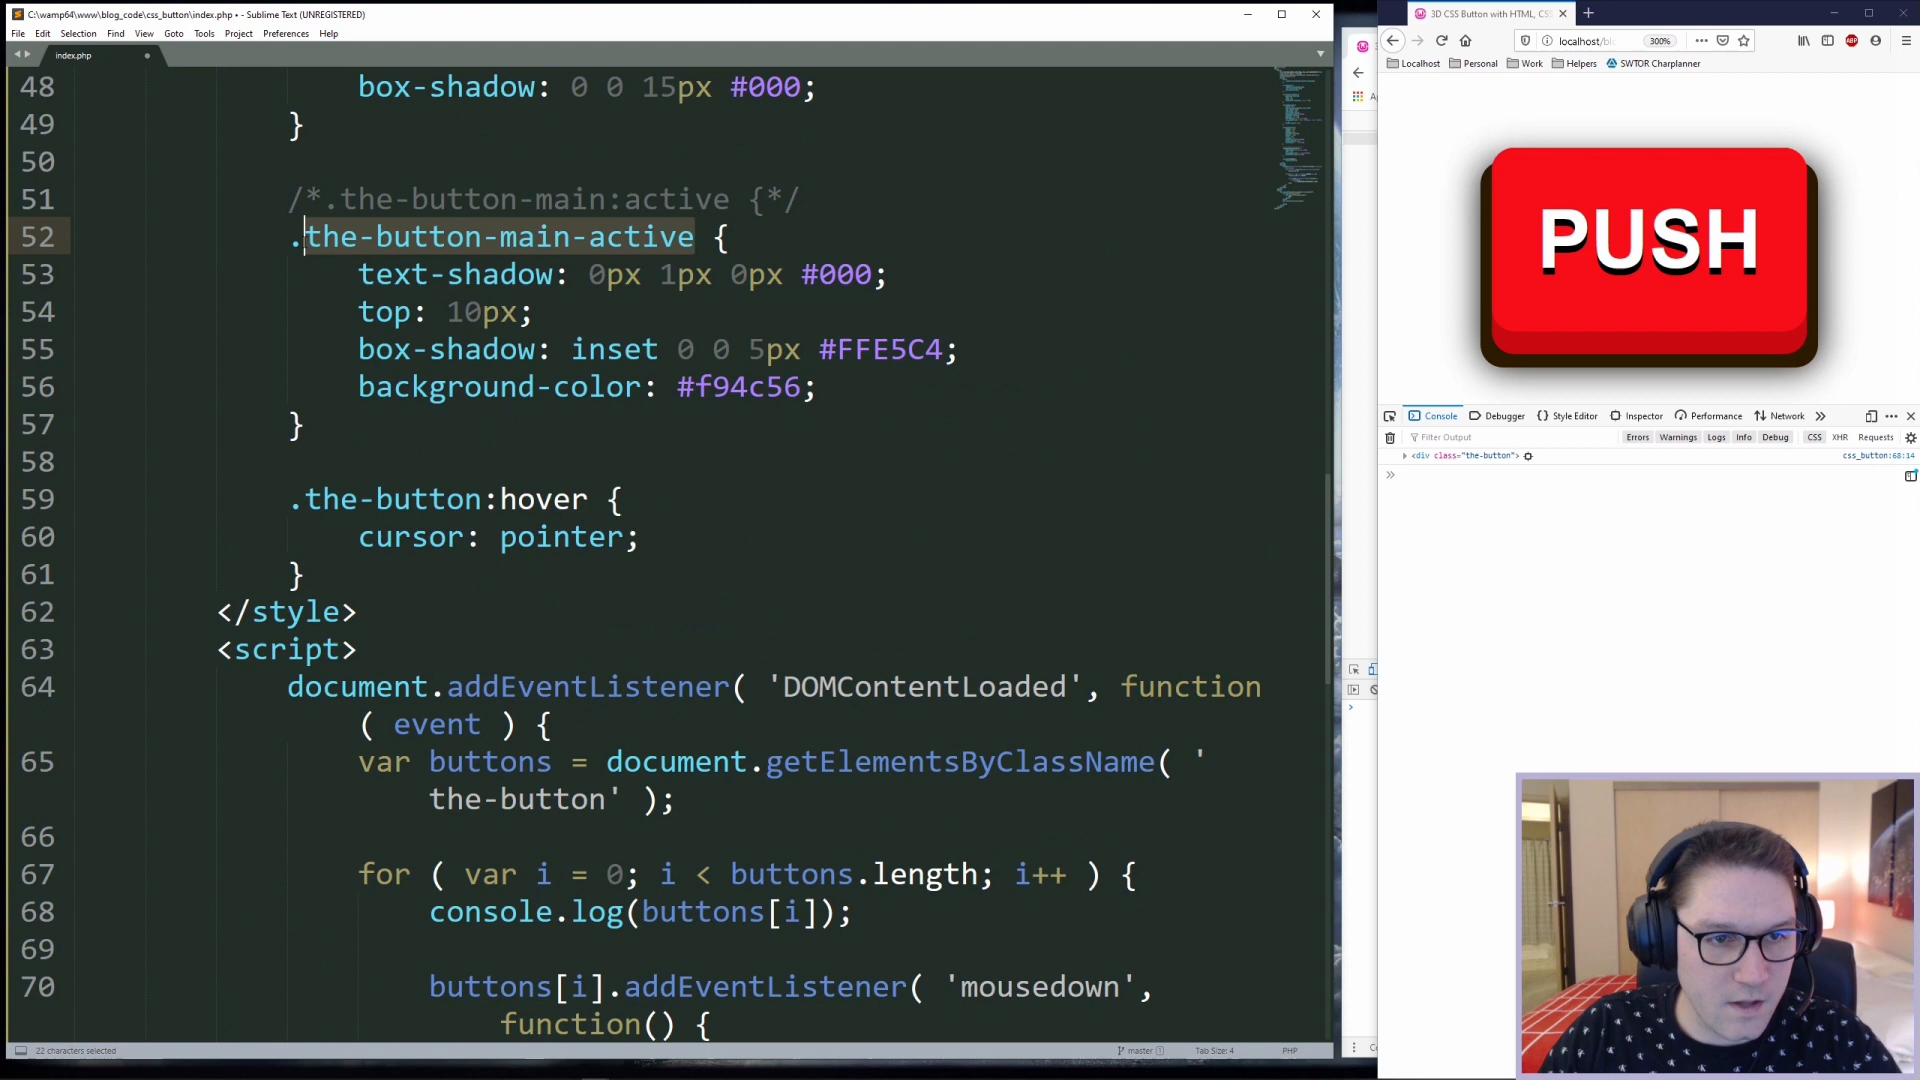 C:\wamp64\www\blog_code\css_button\index.php • - Sublime Text (UNREGISTERED)
File Edit Selection Find View Goto Tools Project Preferences Help
index.php
48 box-shadow: 0 0 15px #000;
49 }
50
51 /*.the-button-main:active {*/
52 .the-button-main-active {
53 text-shadow: 0px 1px 0px #000;
54 top: 10px;
55 box-shadow: inset 0 0 5px #FFE5C4;
56 background-color: #f94c56;
57 }
58
59 .the-button:hover {
60 cursor: pointer;
61 }
62 </style>
63 <script>
64 document.addEventListener( 'DOMContentLoaded', function
( event ) {
65 var buttons = document.getElementsByClassName( '
the-button' );
66
67 for ( var i = 0; i < buttons.length; i++ ) {
68 console.log(buttons[i]);
69
70 buttons[i].addEventListener( 'mousedown',
function() {
22 characters selected
master 1
Tab Size: 4
PHP
3D CSS Button with HTML, CSS
localhost/blo
300%
ABP
Localhost Personal Work Helpers SWTOR Charplanner
PUSH
Console Debugger Style Editor Inspector Performance Network
Filter Output
Errors Warnings Logs Info Debug CSS XHR Requests
<div class="the-button">
css_button:68:14